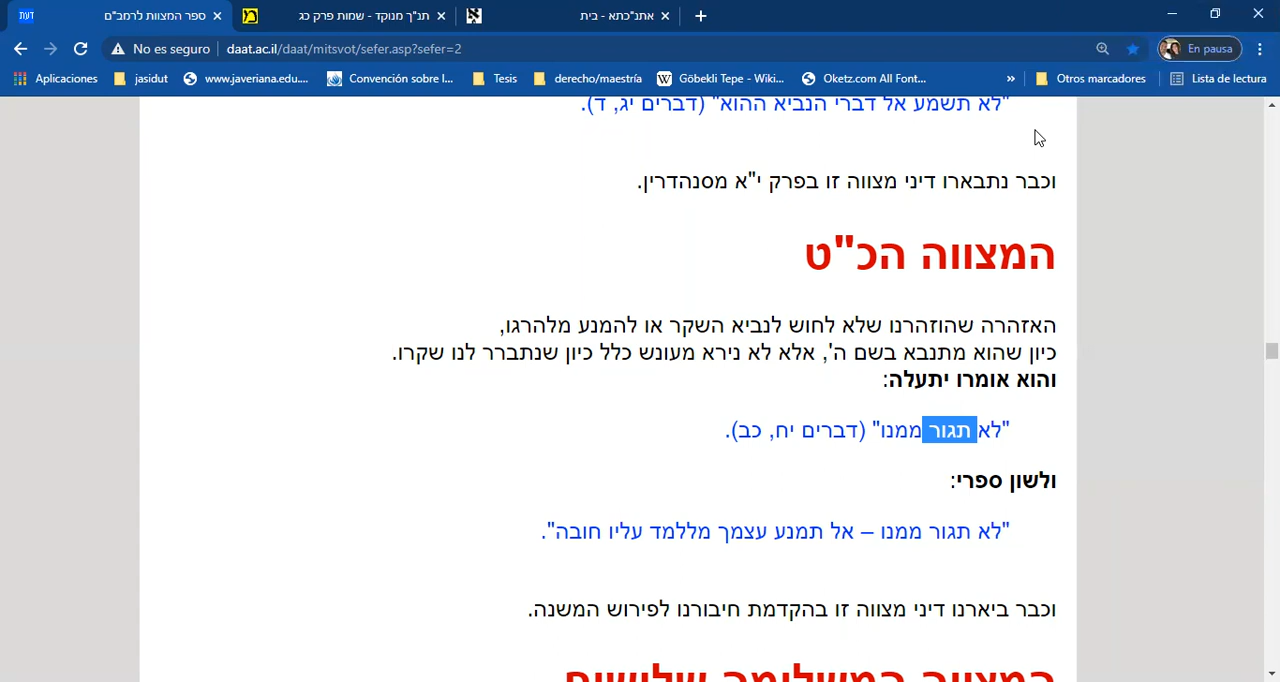 ספר המצוות לרמב"ם
תנ"ך מנוקד - שמות פרק כג
אתנ"כתא - בית
No es seguro
daat.ac.il/daat/mitsvot/sefer.asp?sefer=2
En pausa
Aplicaciones
jasidut
www.javeriana.edu....
Convención sobre l...
Tesis
derecho/maestría
Göbekli Tepe - Wiki...
Oketz.com All Font...
»
Otros marcadores
Lista de lectura
"לא תשמע אל דברי הנביא ההוא" (דברים יג, ד).
וכבר נתבארו דיני מצווה זו בפרק י"א מסנהדרין.
המצווה הכ"ט
האזהרה שהוזהרנו שלא לחוש לנביא השקר או להמנע מלהרגו,
כיון שהוא מתנבא בשם ה', אלא לא נירא מעונש כלל כיון שנתברר לנו שקרו.
והוא אומרו יתעלה:
"לא תגור ממנו" (דברים יח, כב).
ולשון ספרי:
"לא תגור ממנו – אל תמנע עצמך מללמד עליו חובה".
וכבר ביארנו דיני מצווה זו בהקדמת חיבורנו לפירוש המשנה.
המצווה המשלימה שלושים